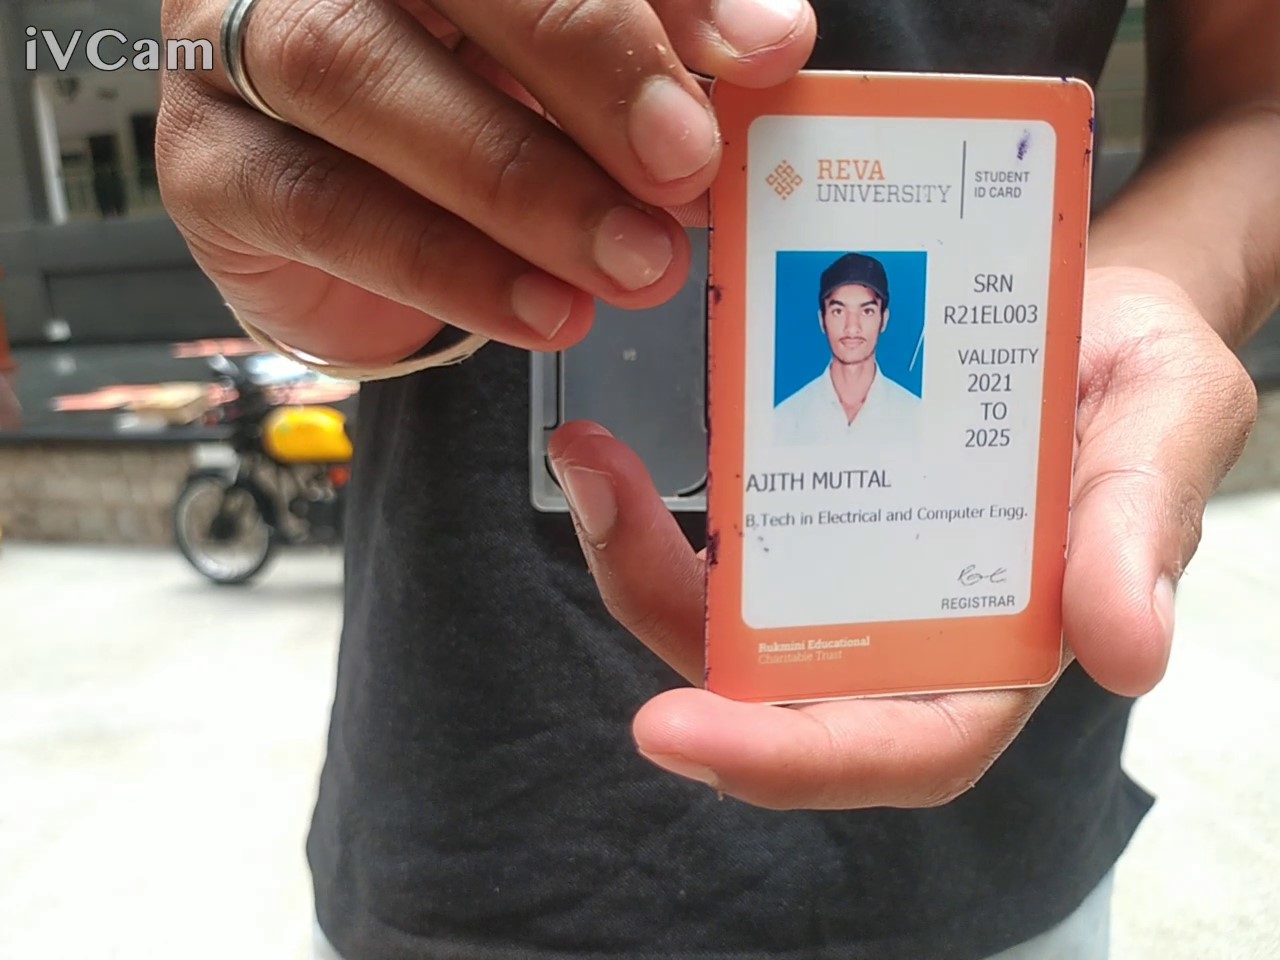 iVCam
REVA
UNIVERSITY
STUDENT
ID CARD
SRN
R21EL003
VALIDITY
2021
TO
2025
AJITH MUTTAL
B.Tech in Electrical and Computer Engg.
REGISTRAR
Rukmini Educational
Charitable Trust